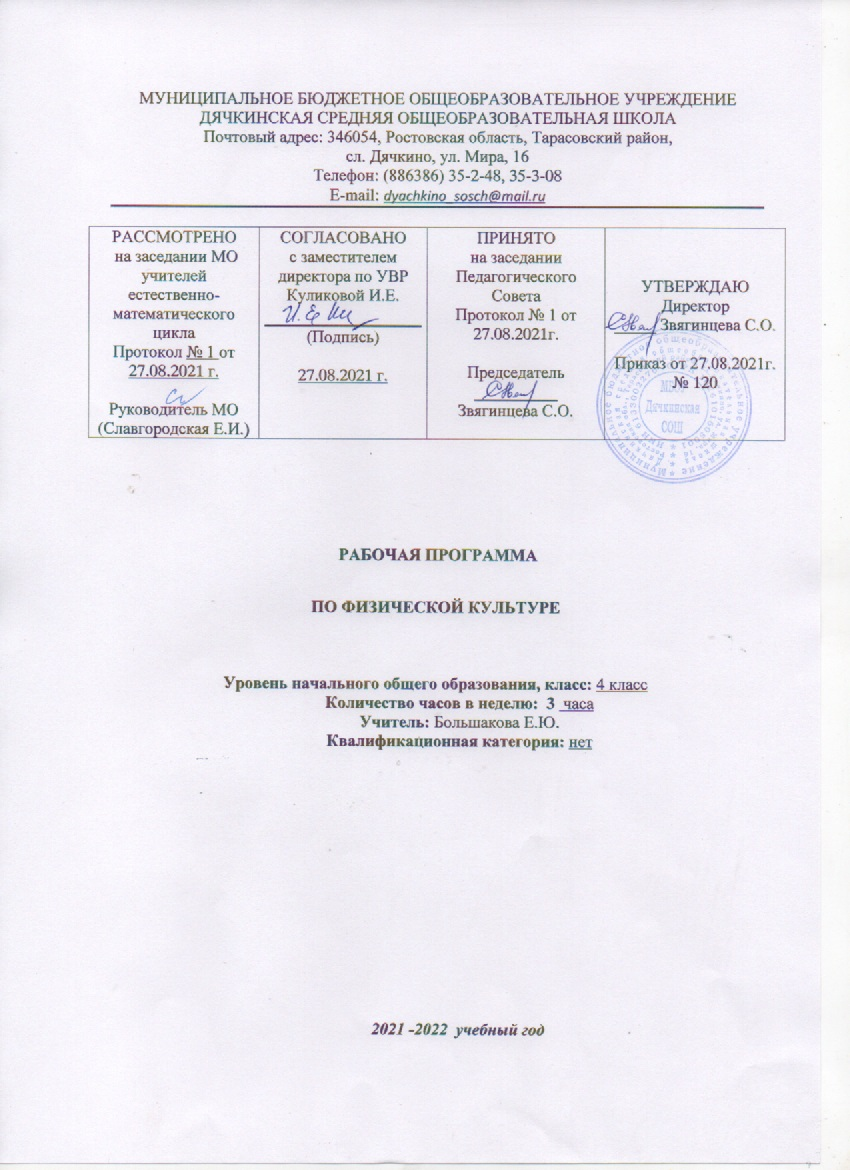 МУНИЦИПАЛЬНОЕ БЮДЖЕТНОЕ ОБЩЕОБРАЗОВАТЕЛЬНОЕ УЧРЕЖДЕНИЕ
ДЯЧКИНСКАЯ СРЕДНЯЯ ОБЩЕОБРАЗОВАТЕЛЬНАЯ ШКОЛА
Почтовый адрес: 346054, Ростовская область, Тарасовский район,
сл. Дячкино, ул. Мира, 16
Телефон: (886386) 35-2-48, 35-3-08
E-mail: dyachkino_sosch@mail.ru
РАССМОТРЕНО
на заседании МО
учителей
естественно-
математического
цикла
Протокол № 1 от
27.08.2021 г.
Руководитель МО
(Славгородская Е.И.)
СОГЛАСОВАНО
с заместителем
директора по УВР
Куликовой И.Е.
(Подпись)
27.08.2021 г.
ПРИНЯТО
на заседании
Педагогического
Совета
Протокол № 1 от
27.08.2021г.
Председатель
Звягинцева С.О.
УТВЕРЖДАЮ
Директор
Звягинцева С.О.
Приказ от 27.08.2021г.
№ 120
МБОУ
Дячкинская
СОШ
РАБОЧАЯ ПРОГРАММА
ПО ФИЗИЧЕСКОЙ КУЛЬТУРЕ
Уровень начального общего образования, класс: 4 класс
Количество часов в неделю: 3 часа
Учитель: Большакова Е.Ю.
Квалификационная категория: нет
2021 -2022 учебный год